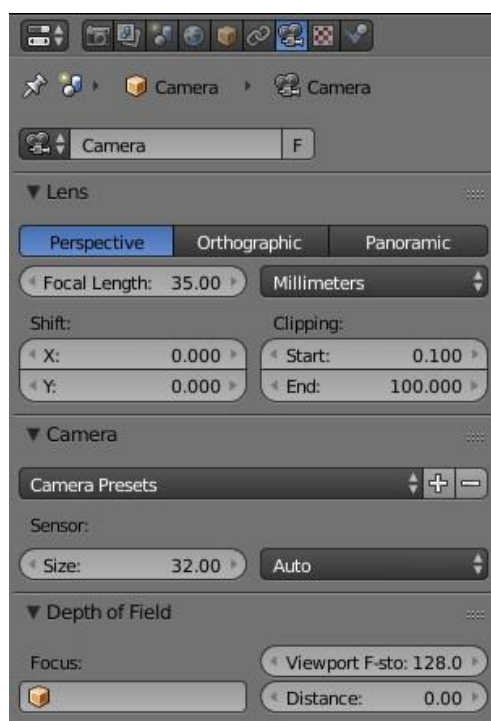 Camera Camera
Camera F
Lens
Perspective Orthographic Panoramic
Focal Length: 35.00 Millimeters
Shift: Clipping:
X: 0.000 Start: 0.100
Y: 0.000 End: 100.000
Camera
Camera Presets
Sensor:
Size: 32.00 Auto
Depth of Field
Focus: Viewport F-sto: 128.0
Distance: 0.00